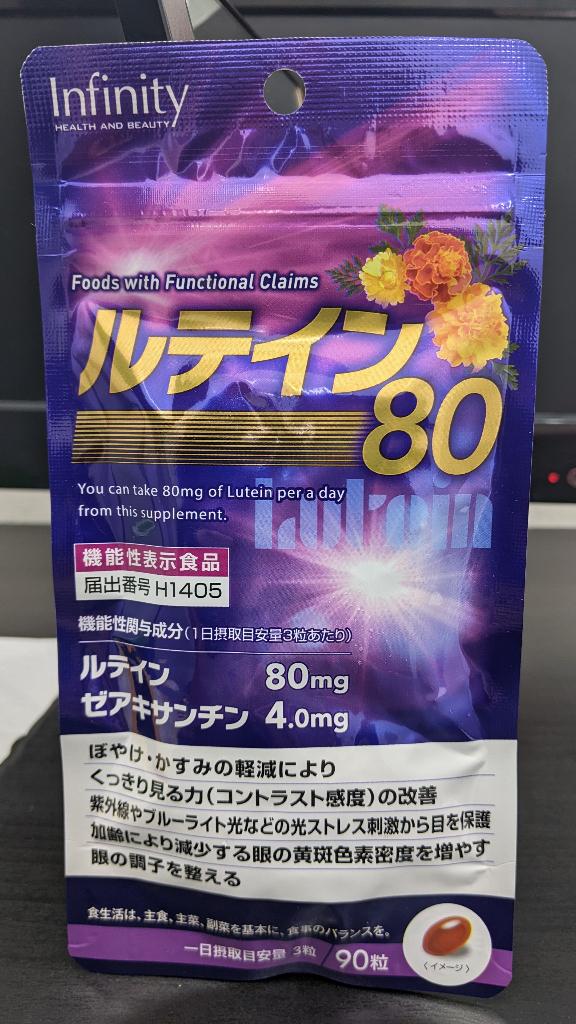 Infinity
HEALTH AND BEAUTY
Foods with Functional Claims
ルテイン
80
You can take 80mg of Lutein per a day
from this supplement.
Lutein
機能性表示食品
届出番号 H1405
機能性関与成分(1日摂取目安量3粒あたり)
ルテイン 80mg
ゼアキサンチン 4.0mg
ぼやけ・かすみの軽減により
くっきり見る力(コントラスト感度)の改善
紫外線やブルーライト光などの光ストレス刺激から目を保護
加齢により減少する眼の黄斑色素密度を増やす
眼の調子を整える
食生活は、主食、主菜、副菜を基本に、食事のバランスを。
一日摂取目安量 3粒 / 90粒
〈イメージ〉